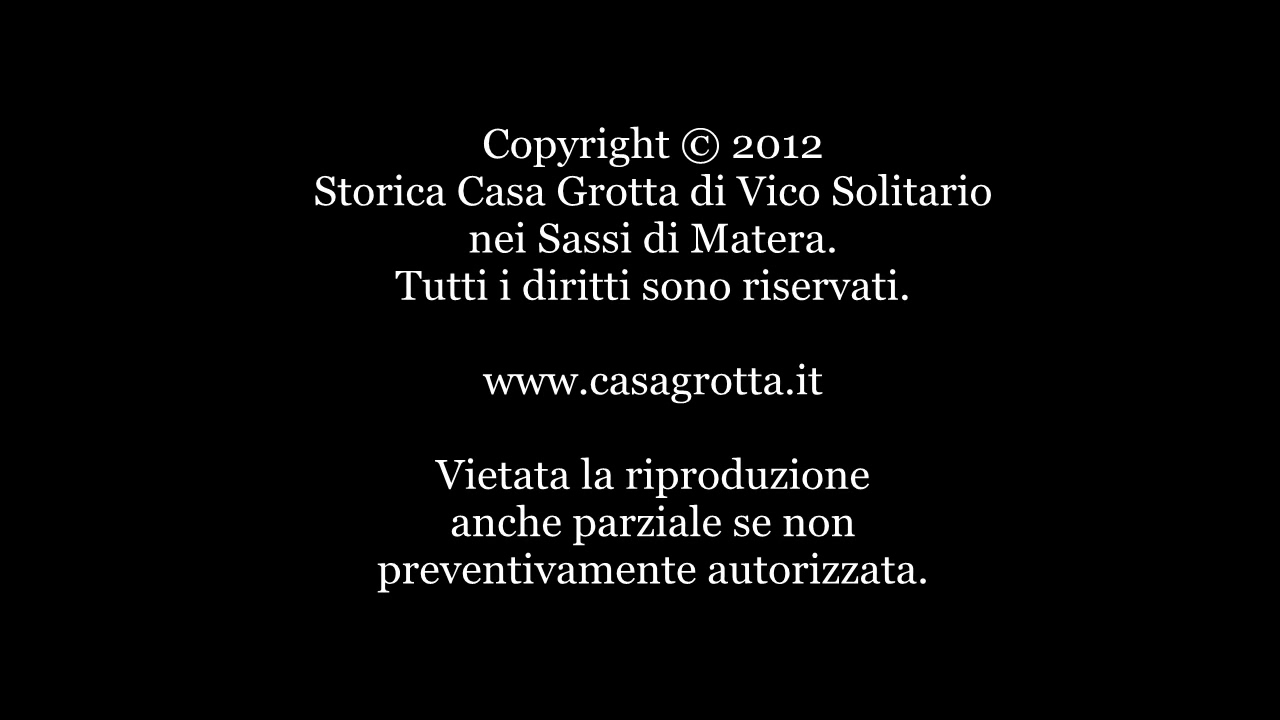 Copyright © 2012
Storica Casa Grotta di Vico Solitario
nei Sassi di Matera.
Tutti i diritti sono riservati.
www.casagrotta.it
Vietata la riproduzione
anche parziale se non
preventivamente autorizzata.